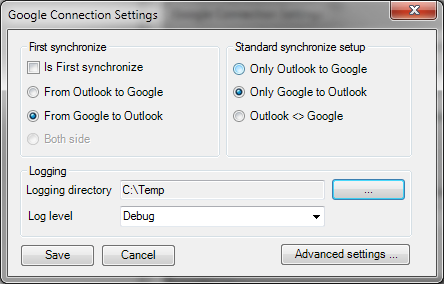 Google Connection Settings
First synchronize
Is First synchronize
From Outlook to Google
From Google to Outlook
Both side
Standard synchronize setup
Only Outlook to Google
Only Google to Outlook
Outlook <> Google
Logging
Logging directory C:\Temp ...
Log level Debug
Save Cancel Advanced settings ...